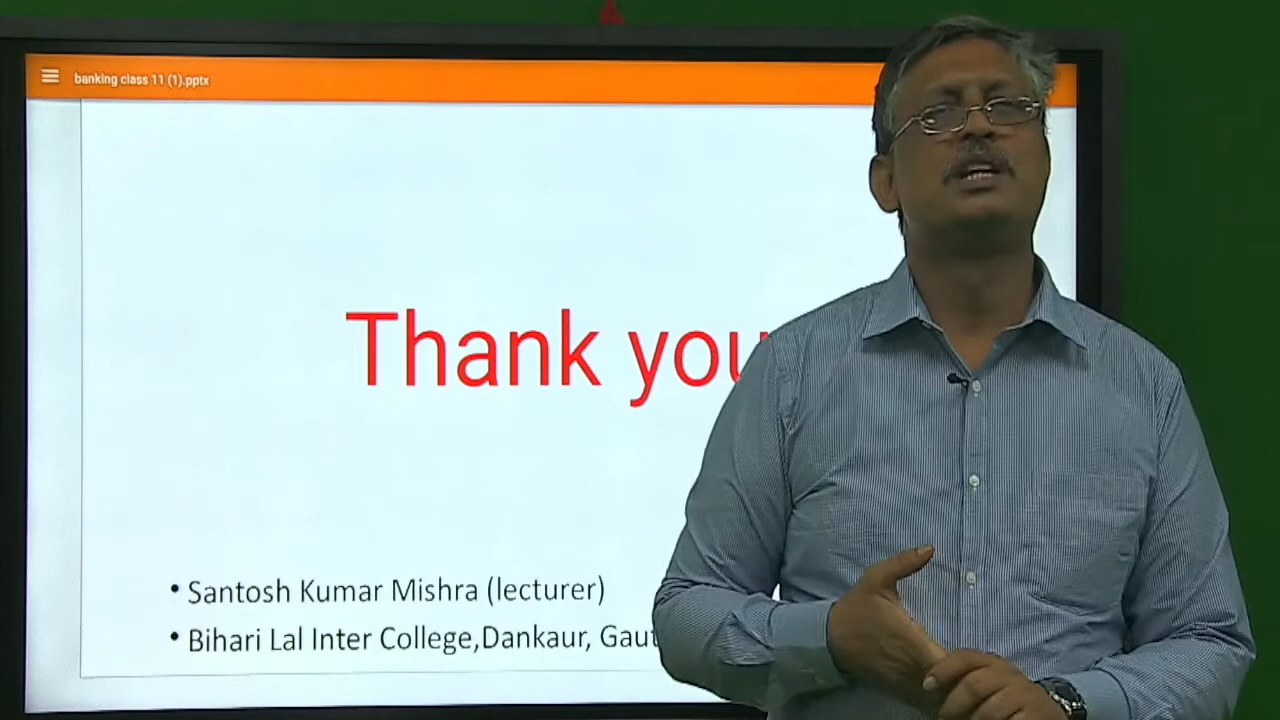 banking class 11 (1).pptx
Thank you
• Santosh Kumar Mishra (lecturer)
• Bihari Lal Inter College,Dankaur,